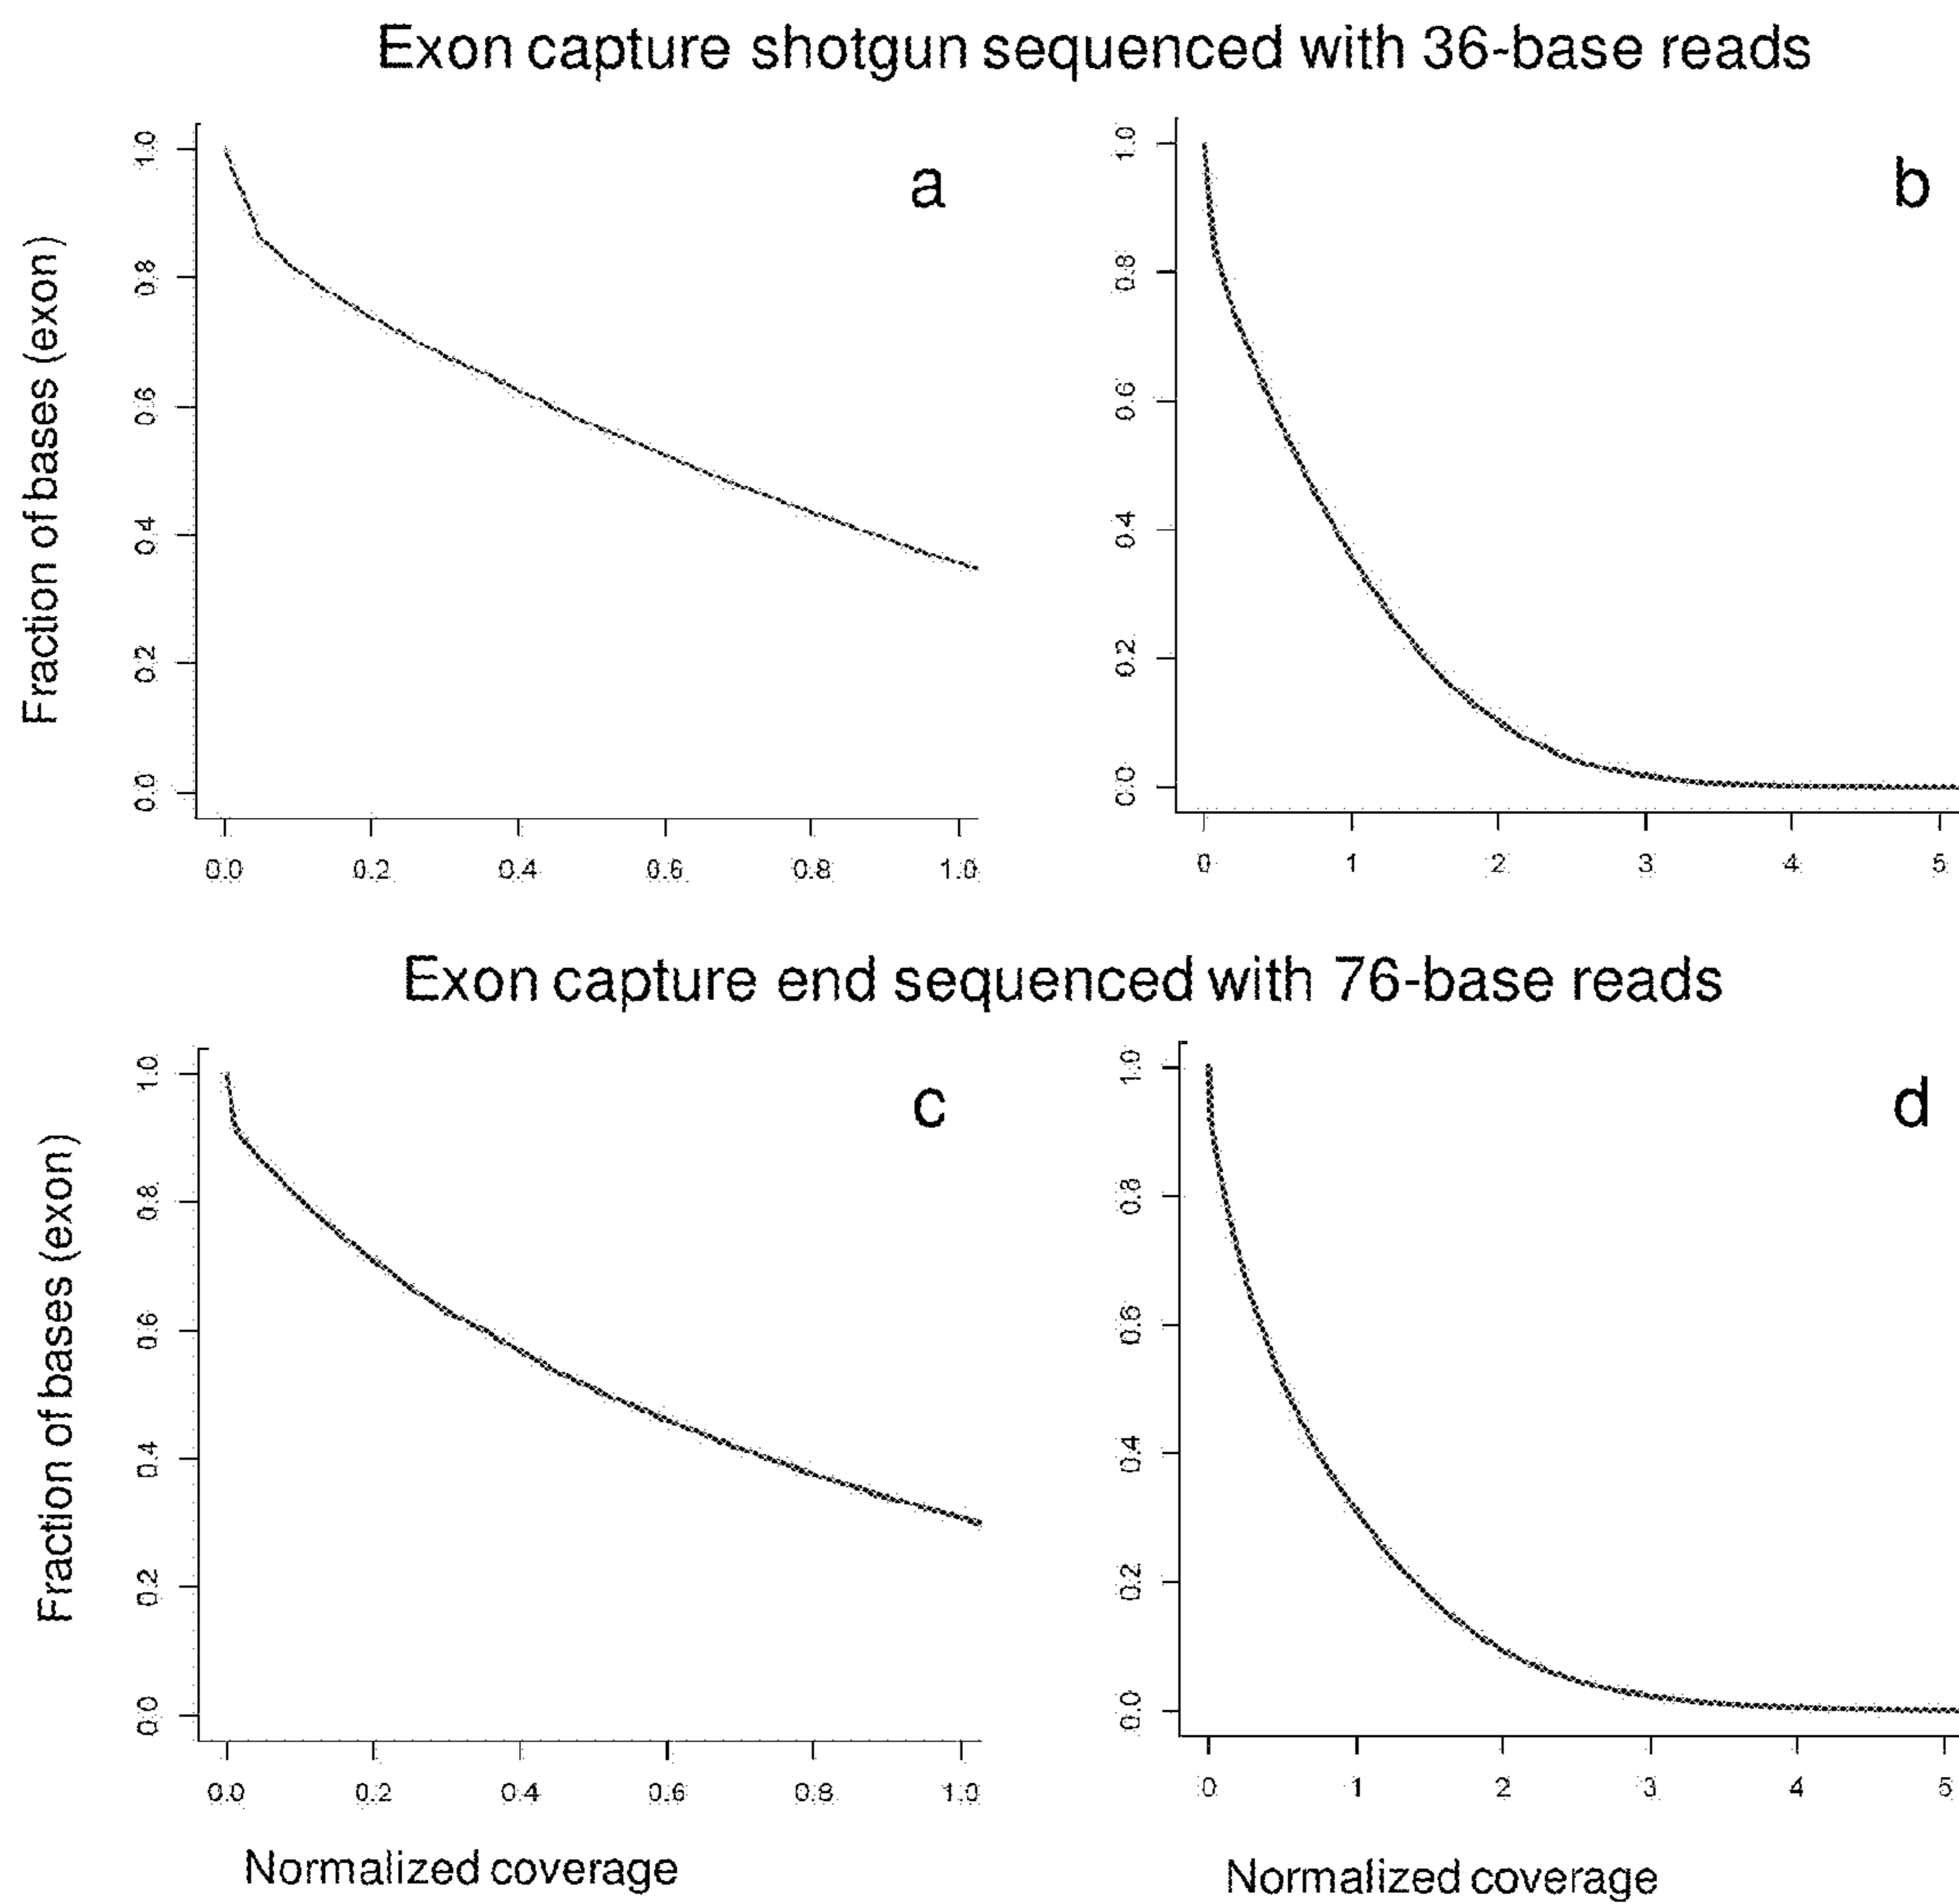 Exon capture shotgun sequenced with 36-base reads
a
b
Fraction of bases (exon)
1.0
0.8
0.6
0.4
0.2
0.0
0.0 0.2 0.4 0.6 0.8 1.0
1.0
0.8
0.6
0.4
0.2
0.0
0 1 2 3 4 5
Exon capture end sequenced with 76-base reads
c
d
Fraction of bases (exon)
1.0
0.8
0.6
0.4
0.2
0.0
0.0 0.2 0.4 0.6 0.8 1.0
1.0
0.8
0.6
0.4
0.2
0.0
0 1 2 3 4 5
Normalized coverage
Normalized coverage